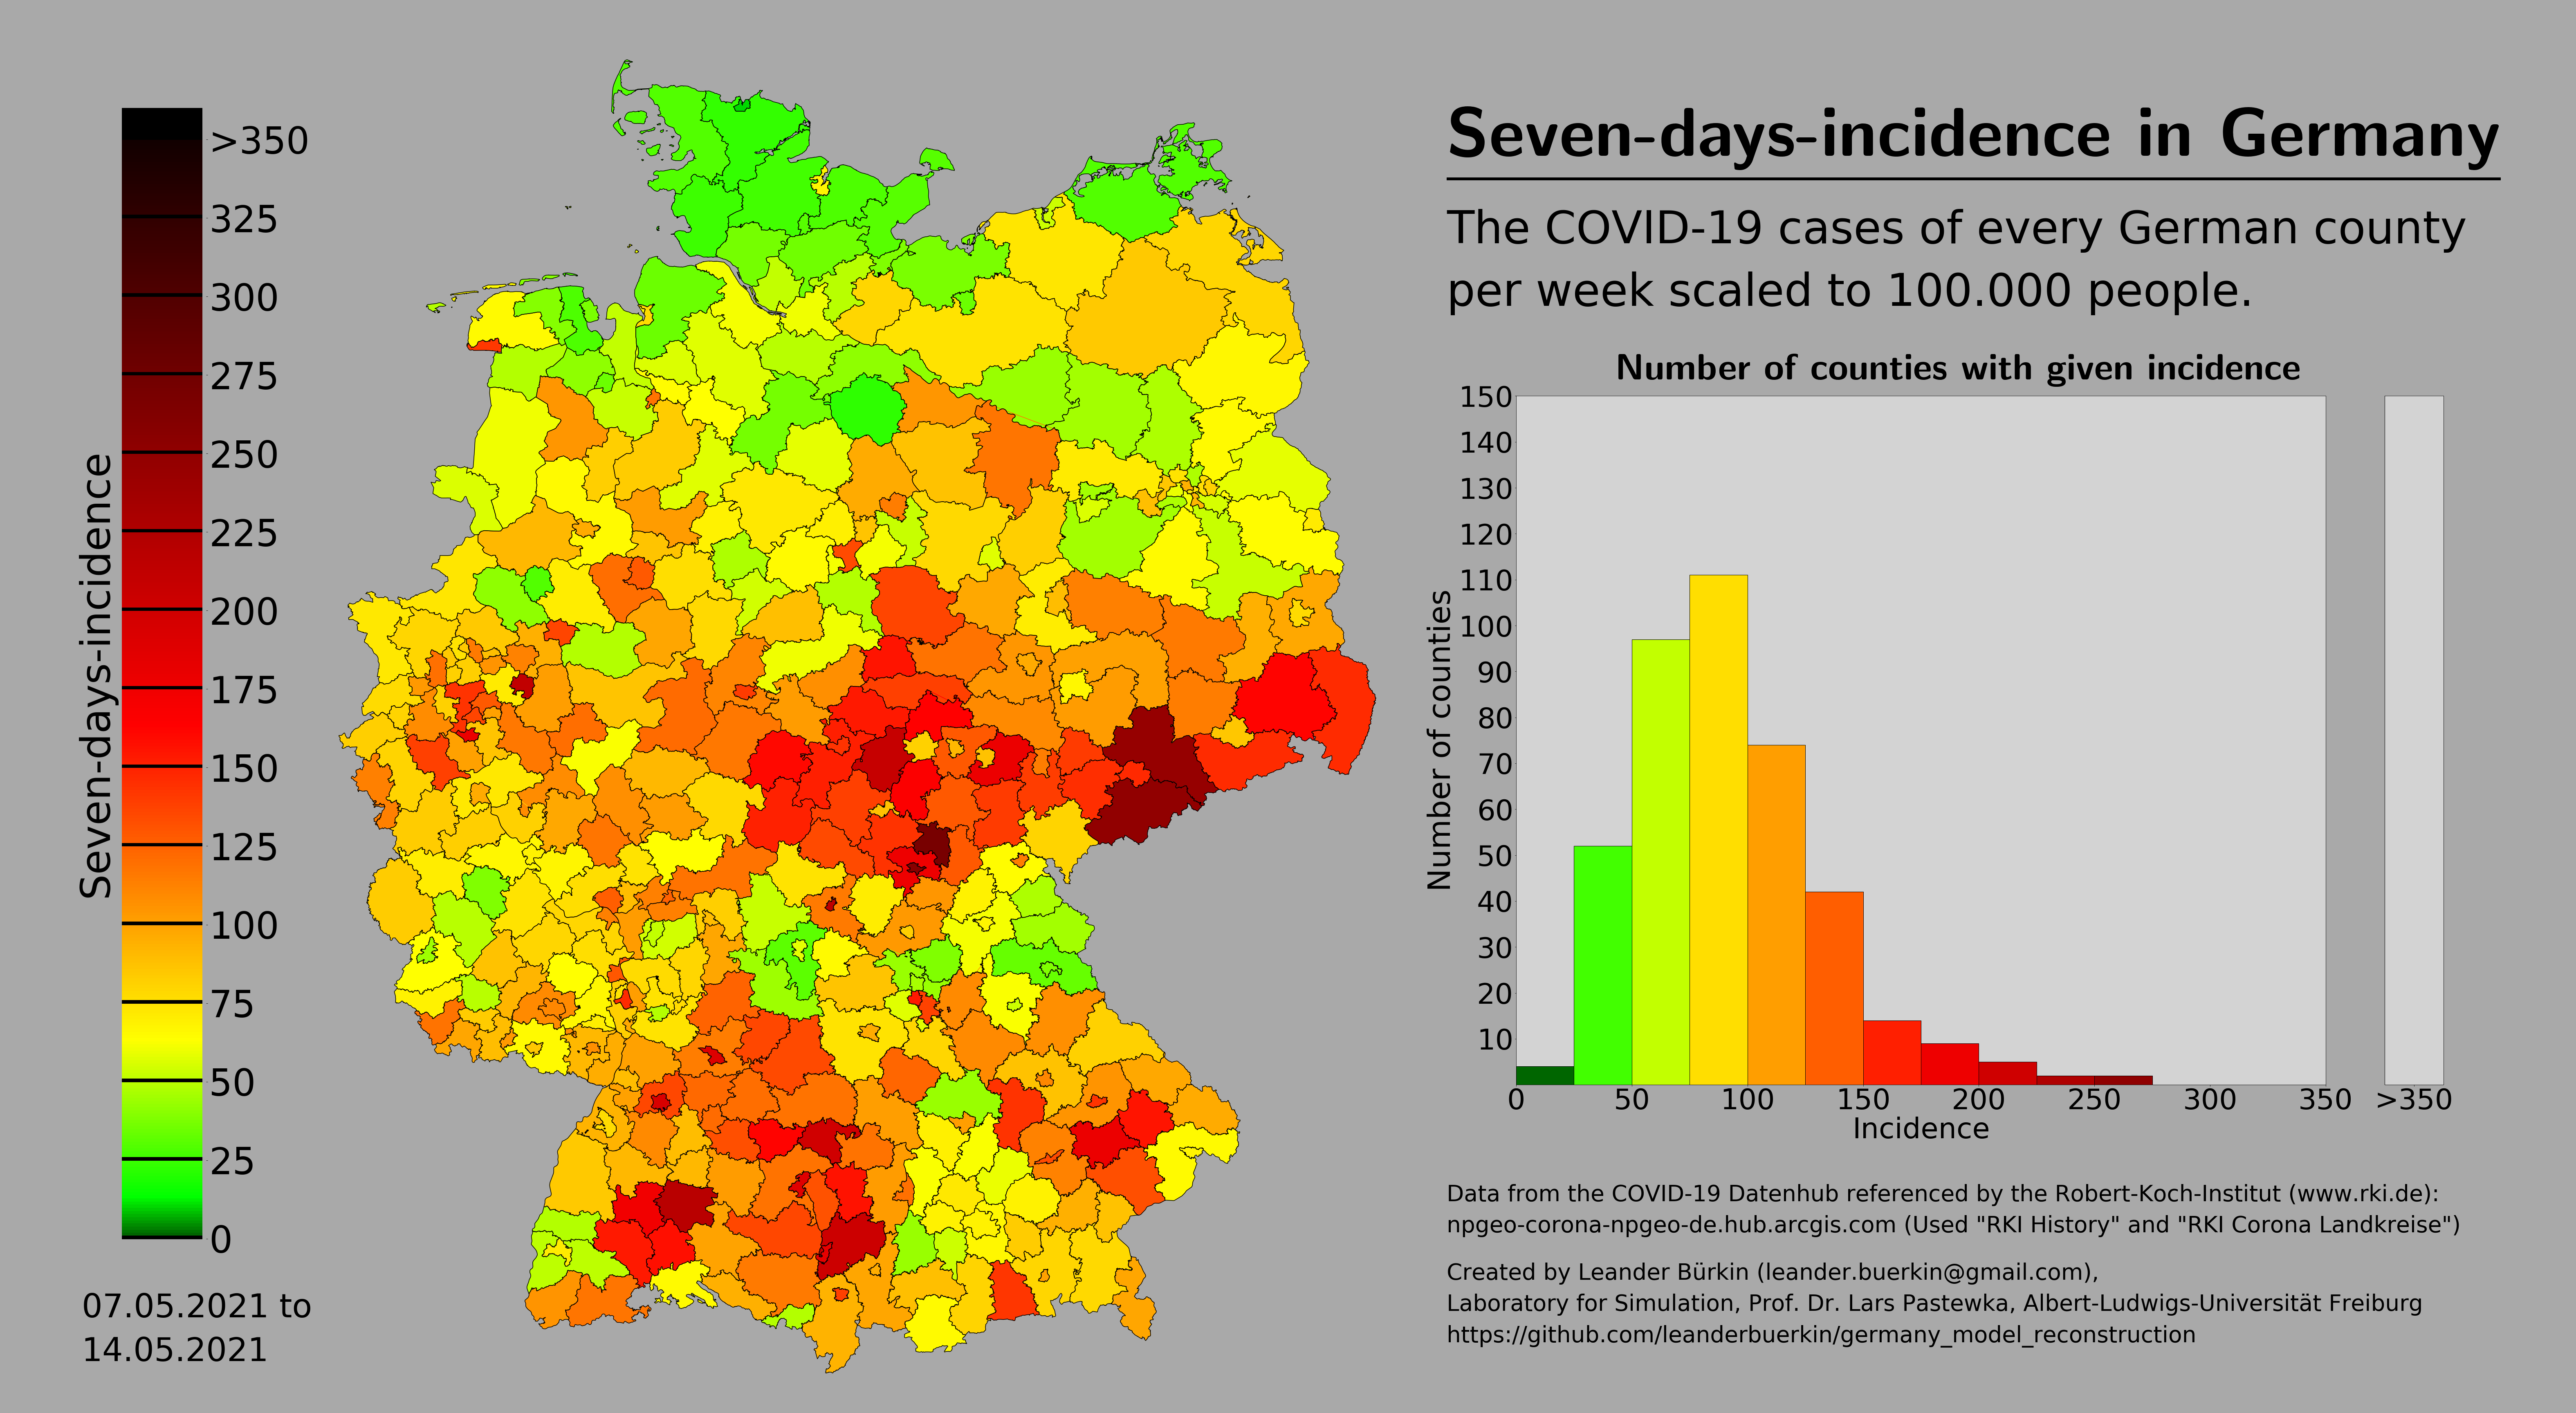 >350
325
300
275
250
225
200
175
150
125
100
75
50
25
0
Seven-days-incidence
07.05.2021 to
14.05.2021
Seven-days-incidence in Germany
The COVID-19 cases of every German county
per week scaled to 100.000 people.
Number of counties with given incidence
150
140
130
120
110
100
90
80
70
60
50
40
30
20
10
Number of counties
0 50 100 150 200 250 300 350 >350
Incidence
Data from the COVID-19 Datenhub referenced by the Robert-Koch-Institut (www.rki.de):
npgeo-corona-npgeo-de.hub.arcgis.com (Used "RKI History" and "RKI Corona Landkreise")
Created by Leander Bürkin (leander.buerkin@gmail.com),
Laboratory for Simulation, Prof. Dr. Lars Pastewka, Albert-Ludwigs-Universität Freiburg
https://github.com/leanderbuerkin/germany_model_reconstruction